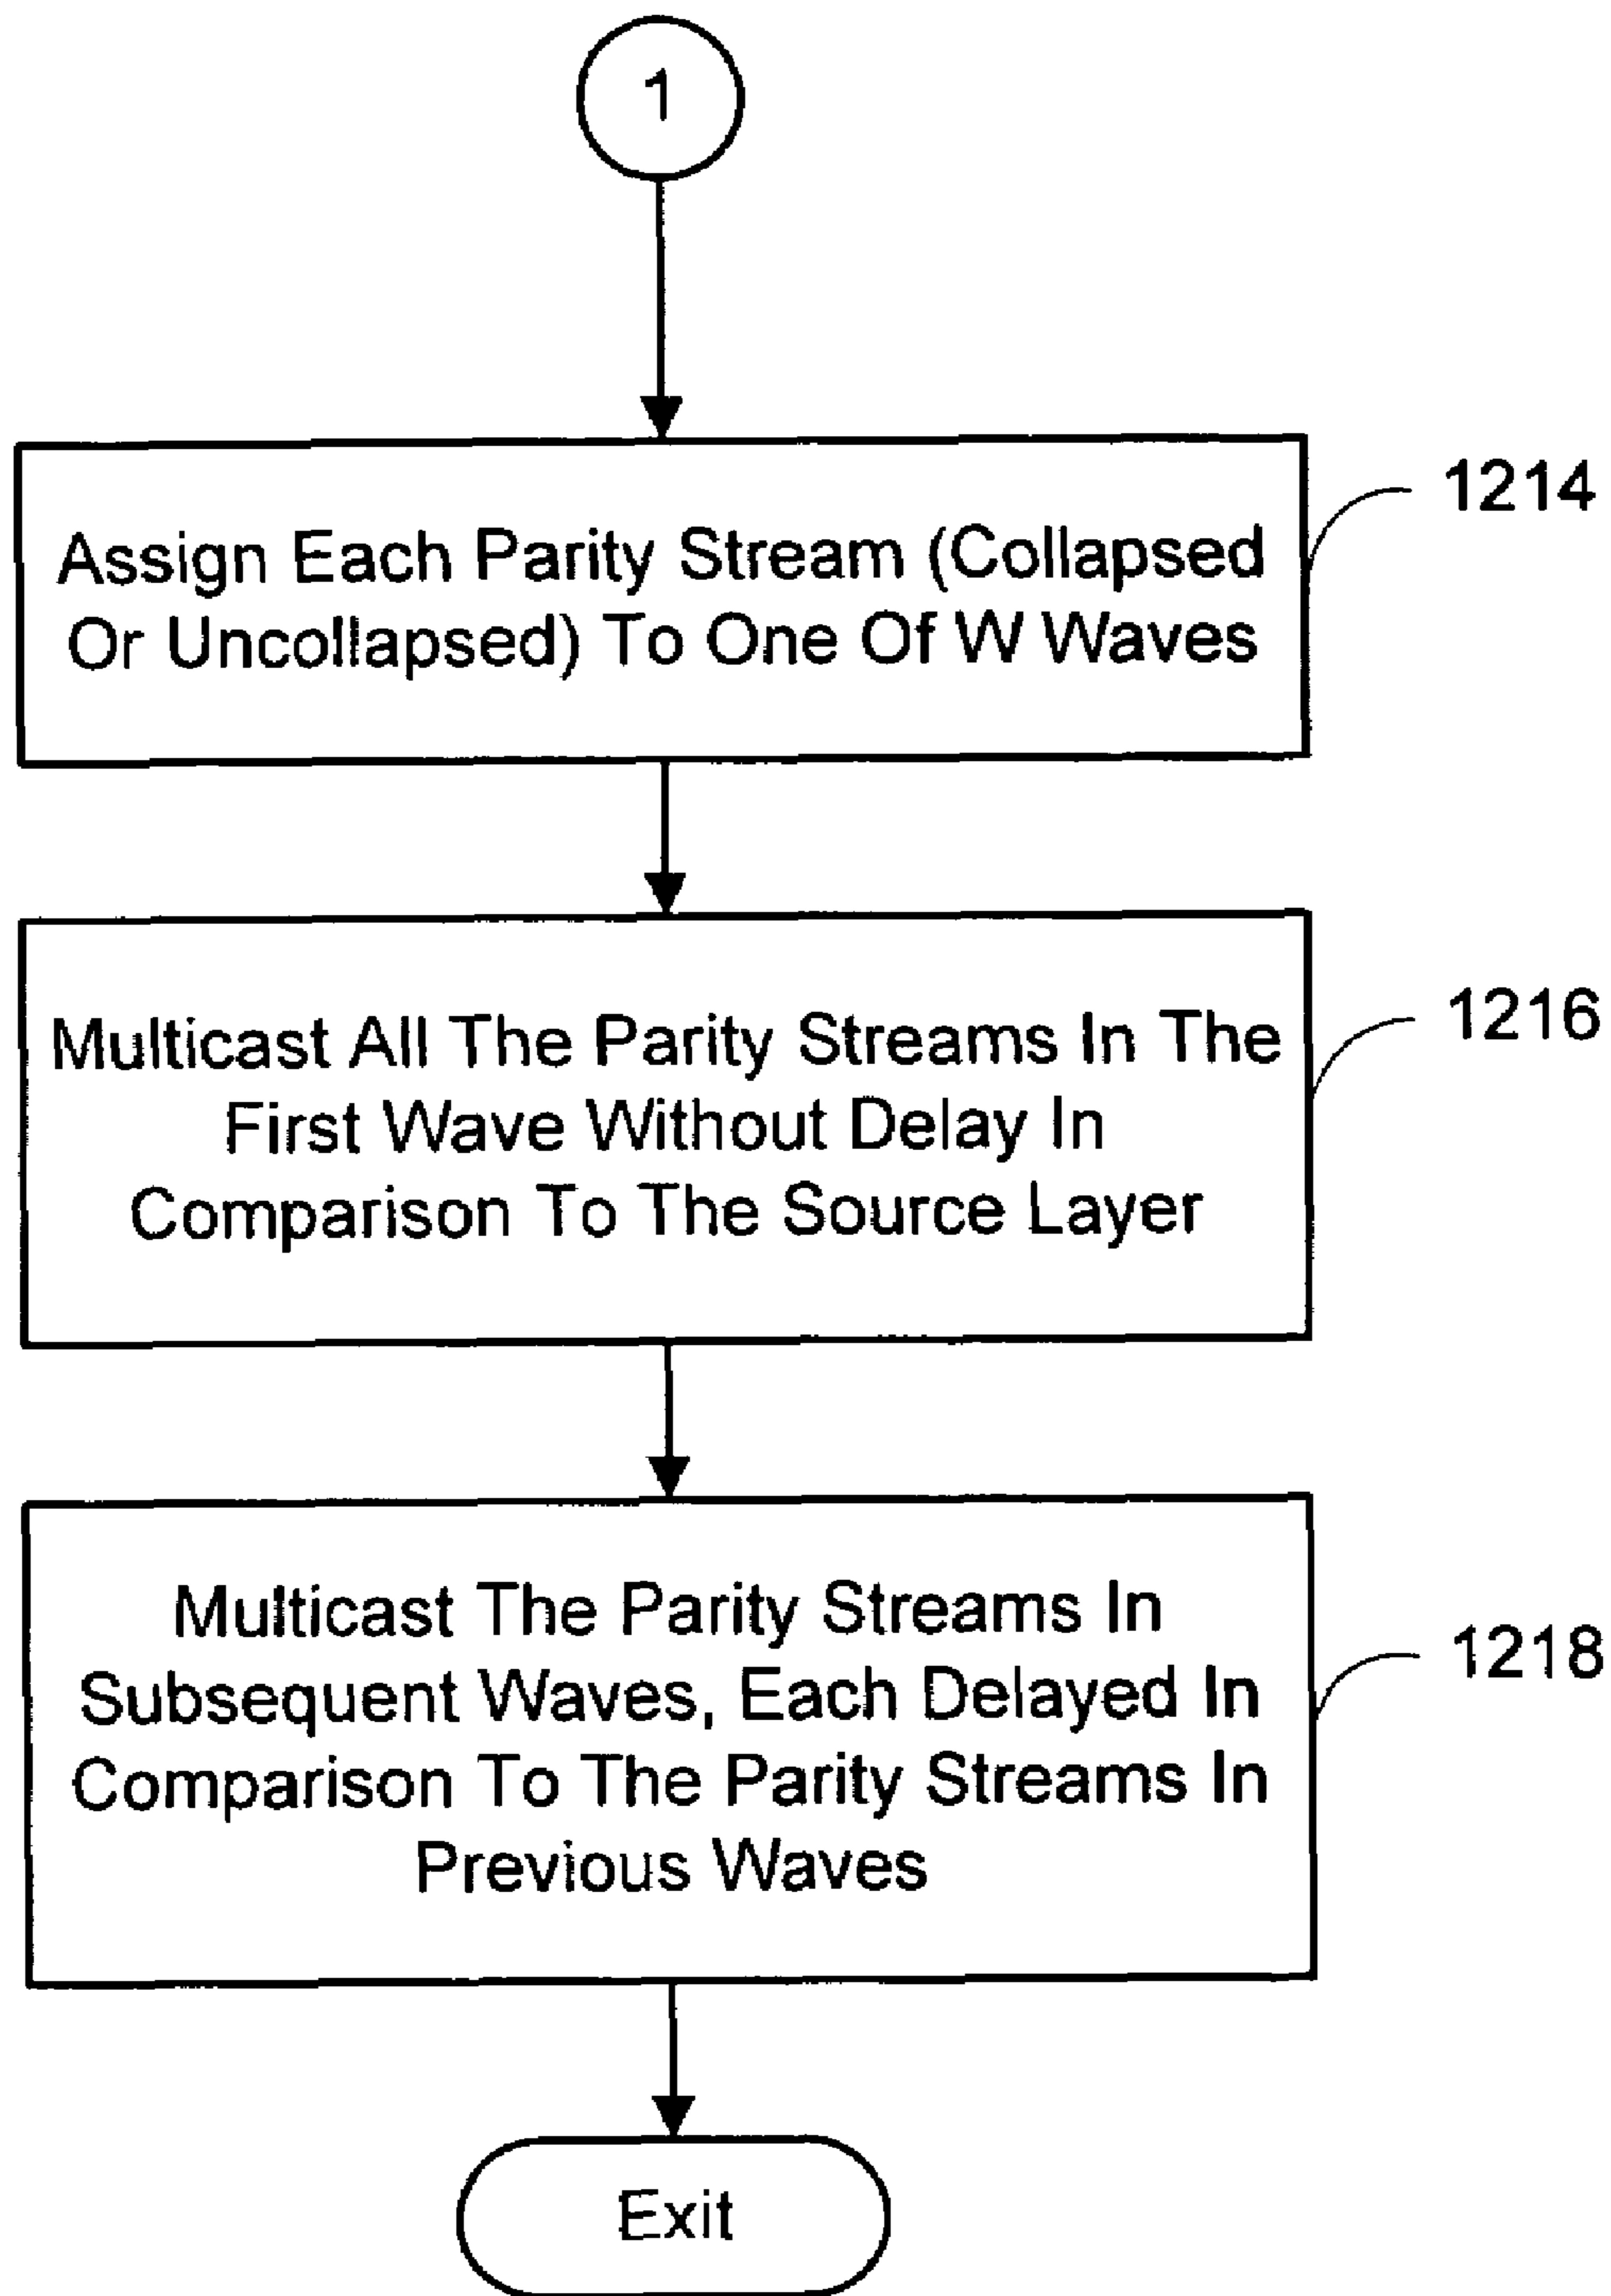 1
Assign Each Parity Stream (Collapsed
Or Uncollapsed) To One Of W Waves
1214
Multicast All The Parity Streams In The
First Wave Without Delay In
Comparison To The Source Layer
1216
Multicast The Parity Streams In
Subsequent Waves, Each Delayed In
Comparison To The Parity Streams In
Previous Waves
1218
Exit